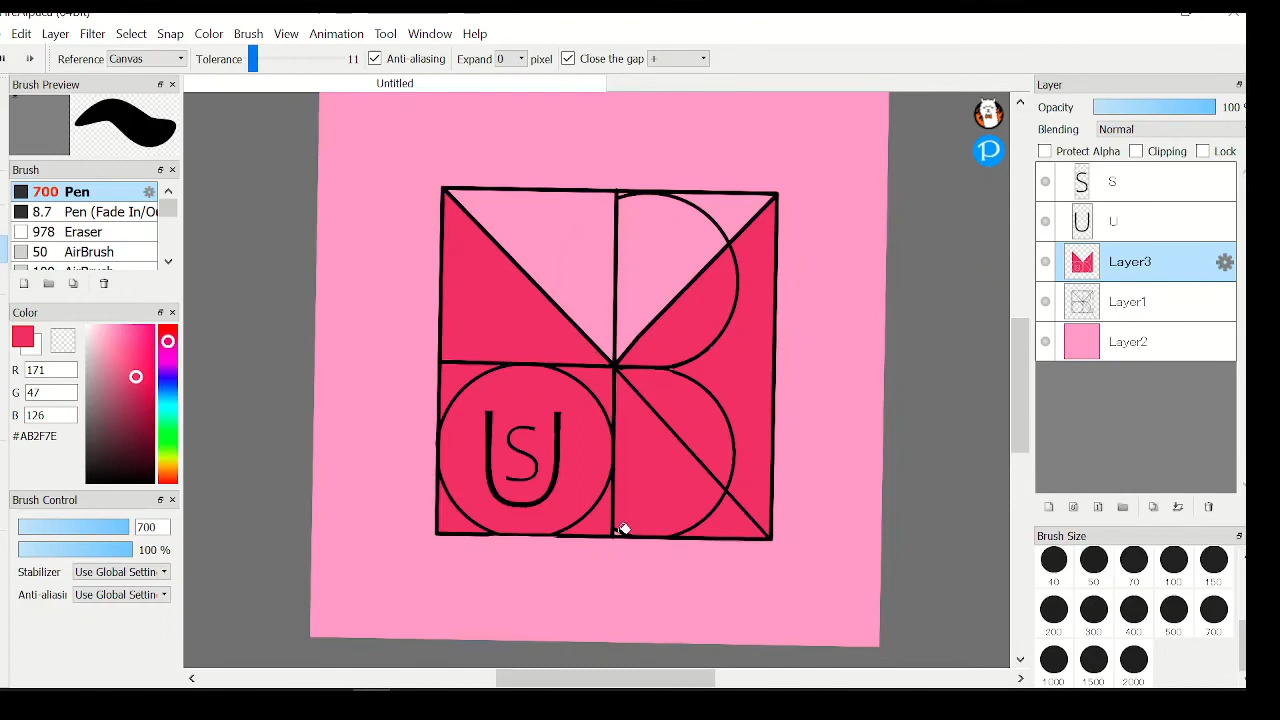 Edit Layer Filter Select Snap Color Brush View Animation Tool Window Help
Reference Canvas Tolerance 11 Anti-aliasing Expand 0 pixel Close the gap +
Untitled
Brush Preview
Brush
700 Pen
8.7 Pen (Fade In/Ou
978 Eraser
50 AirBrush
100 AirBrush
Color
R 171
G 47
B 126
#AB2F7E
Brush Control
700
100 %
Stabilizer Use Global Settin
Anti-aliasi Use Global Settin
U
S
P
Layer
Opacity 100 %
Blending Normal
Protect Alpha Clipping Lock
S S
U U
Layer3
Layer1
Layer2
Brush Size
40 50 70 100 150
200 300 400 500 700
1000 1500 2000